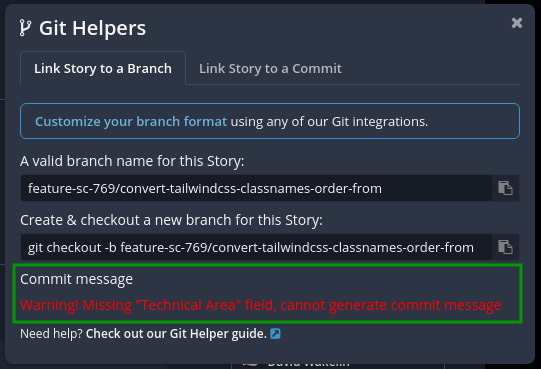 Git Helpers
Link Story to a Branch
Link Story to a Commit
Customize your branch format using any of our Git integrations.
A valid branch name for this Story:
feature-sc-769/convert-tailwindcss-classnames-order-from
Create & checkout a new branch for this Story:
git checkout -b feature-sc-769/convert-tailwindcss-classnames-order-from
Commit message
Warning! Missing "Technical Area" field, cannot generate commit message
Need help? Check out our Git Helper guide.